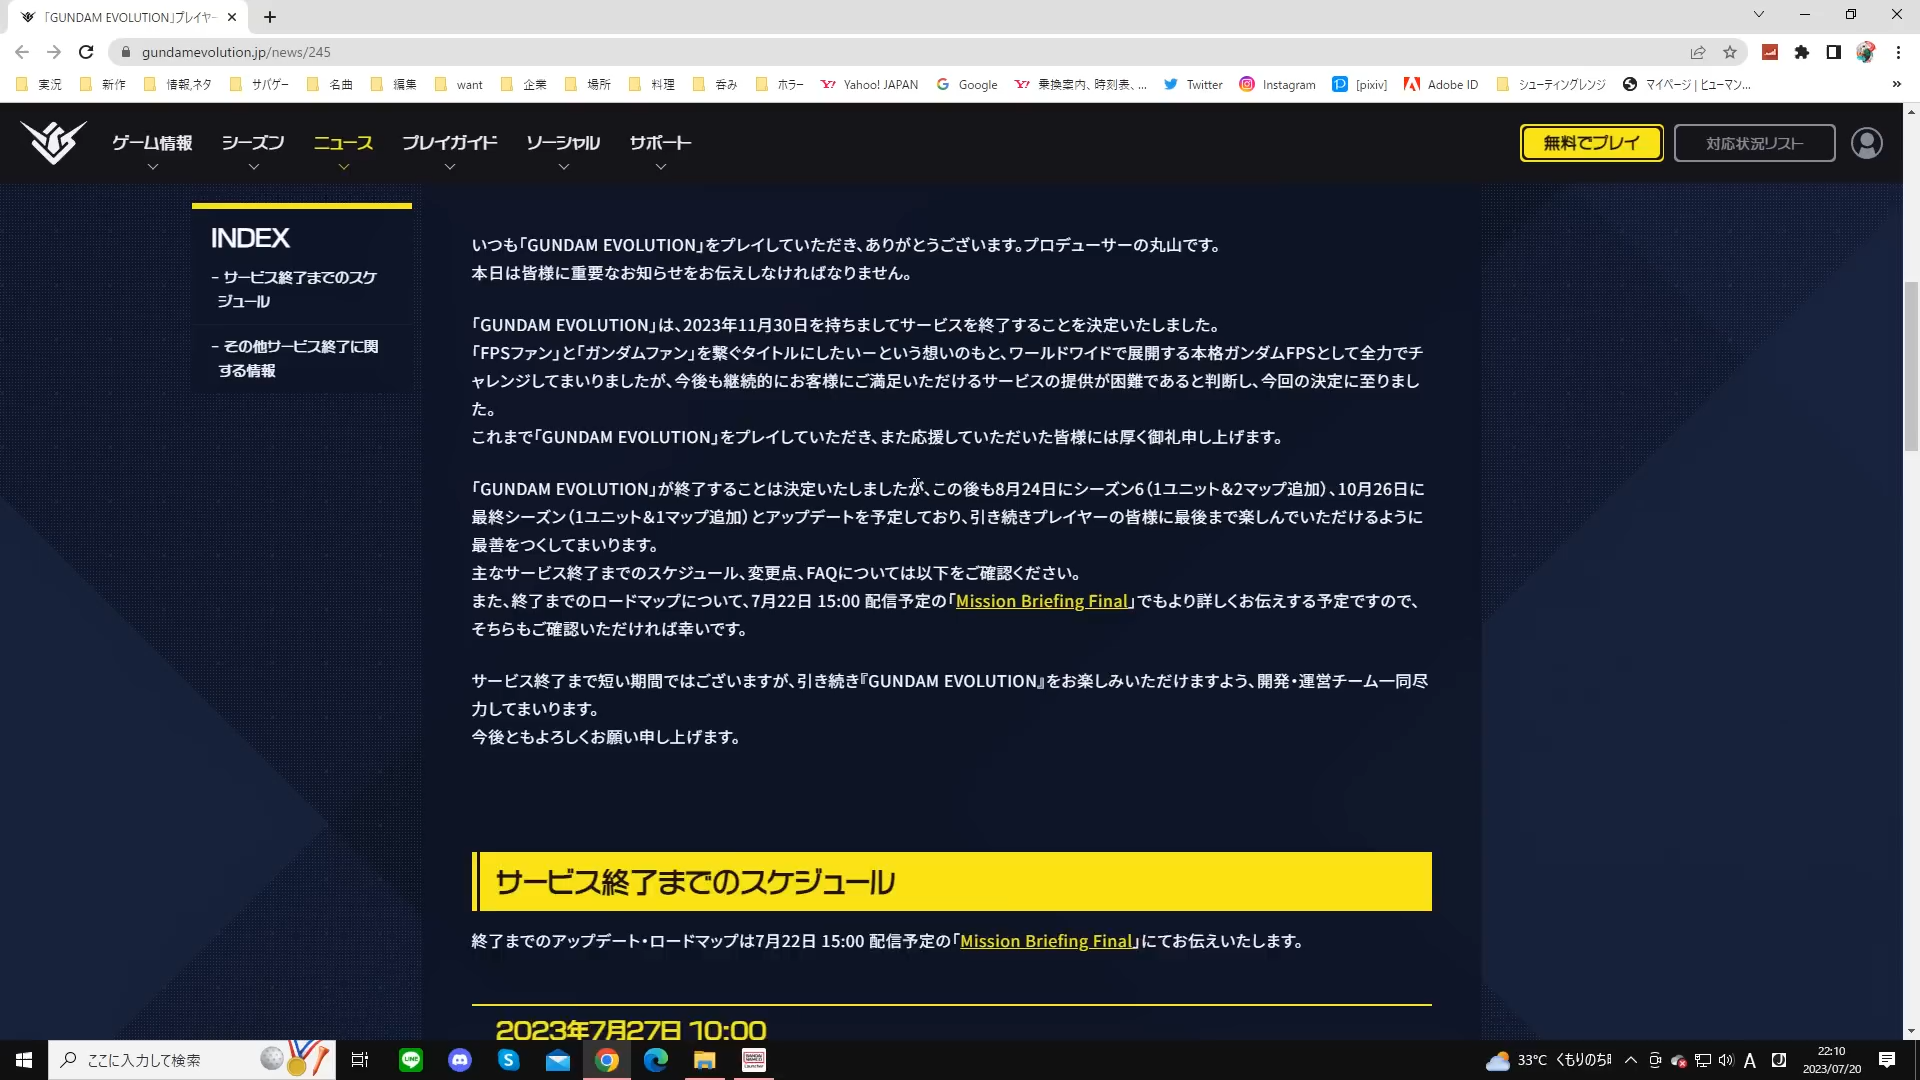 「GUNDAM EVOLUTION」プレイヤー
gundamevolution.jp/news/245
実況 新作 情報,ネタ サバゲー 名曲 編集 want 企業 場所 料理 呑み ホラー Yahoo! JAPAN Google 乗換案内、時刻表、... Twitter Instagram [pixiv] Adobe ID シューティングレンジ マイページ | ヒューマン... »
ゲーム情報 シーズン ニュース プレイガイド ソーシャル サポート 無料でプレイ 対応状況リスト
INDEX
- サービス終了までのスケ
ジュール
- その他サービス終了に関
する情報
いつも「GUNDAM EVOLUTION」をプレイしていただき、ありがとうございます。プロデューサーの丸山です。
本日は皆様に重要なお知らせをお伝えしなければなりません。
「GUNDAM EVOLUTION」は、2023年11月30日を持ちましてサービスを終了することを決定いたしました。
「FPSファン」と「ガンダムファン」を繋ぐタイトルにしたいーという想いのもと、ワールドワイドで展開する本格ガンダムFPSとして全力でチ
ャレンジしてまいりましたが、今後も継続的にお客様にご満足いただけるサービスの提供が困難であると判断し、今回の決定に至りまし
た。
これまで「GUNDAM EVOLUTION」をプレイしていただき、また応援していただいた皆様には厚く御礼申し上げます。
「GUNDAM EVOLUTION」が終了することは決定いたしましたが、この後も8月24日にシーズン6（1ユニット＆2マップ追加）、10月26日に
最終シーズン（1ユニット＆1マップ追加）とアップデートを予定しており、引き続きプレイヤーの皆様に最後まで楽しんでいただけるように
最善をつくしてまいります。
主なサービス終了までのスケジュール、変更点、FAQについては以下をご確認ください。
また、終了までのロードマップについて、7月22日 15:00 配信予定の「Mission Briefing Final」でもより詳しくお伝えする予定ですので、
そちらもご確認いただければ幸いです。
サービス終了まで短い期間ではございますが、引き続き『GUNDAM EVOLUTION』をお楽しみいただけますよう、開発・運営チーム一同尽
力してまいります。
今後ともよろしくお願い申し上げます。
サービス終了までのスケジュール
終了までのアップデート・ロードマップは7月22日 15:00 配信予定の「Mission Briefing Final」にてお伝えいたします。
2023年7月27日 10:00
ここに入力して検索
LINE
33°C くもりのち晴
A
22:10
2023/07/20